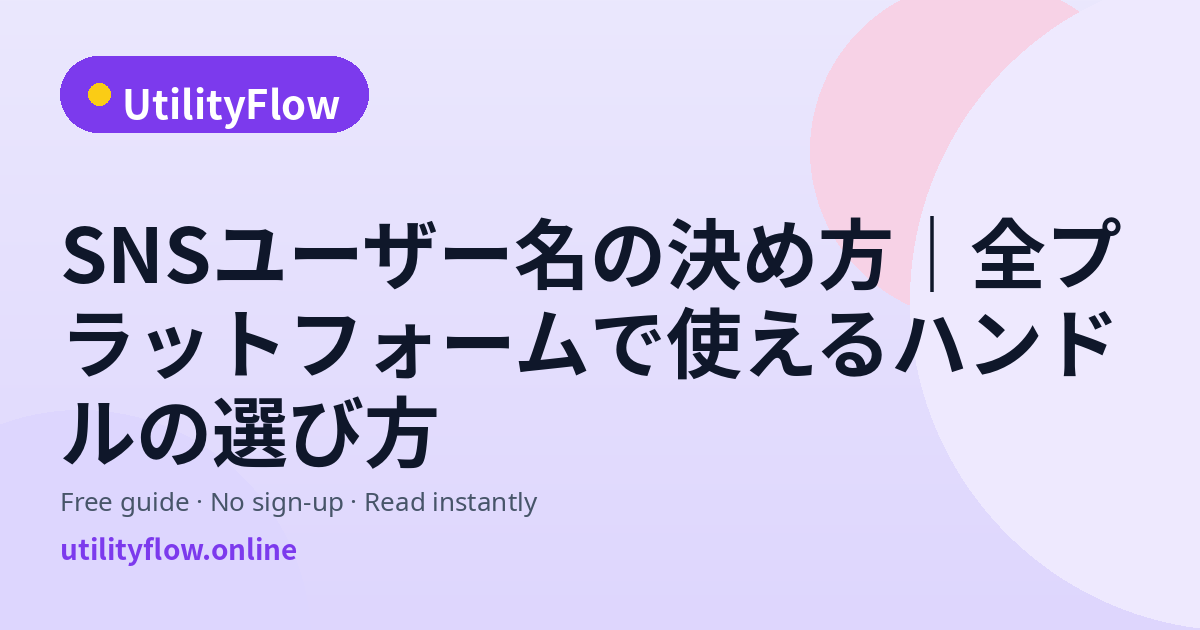 UtilityFlow
SNSユーザー名の決め方｜全プ
ラットフォームで使えるハンド
ルの選び方
Free guide · No sign-up · Read instantly
utilityflow.online